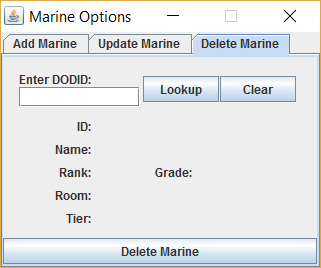 Marine Options
Add Marine Update Marine Delete Marine
Enter DODID:
Lookup Clear
ID:
Name:
Rank: Grade:
Room:
Tier:
Delete Marine